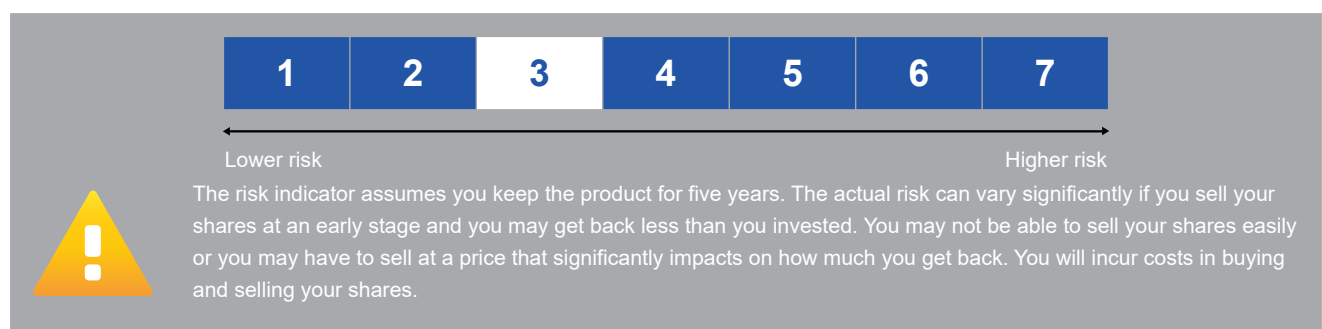 1 2 3 4 5 6 7
Lower risk Higher risk
The risk indicator assumes you keep the product for five years. The actual risk can vary significantly if you sell your
shares at an early stage and you may get back less than you invested. You may not be able to sell your shares easily
or you may have to sell at a price that significantly impacts on how much you get back. You will incur costs in buying
and selling your shares.